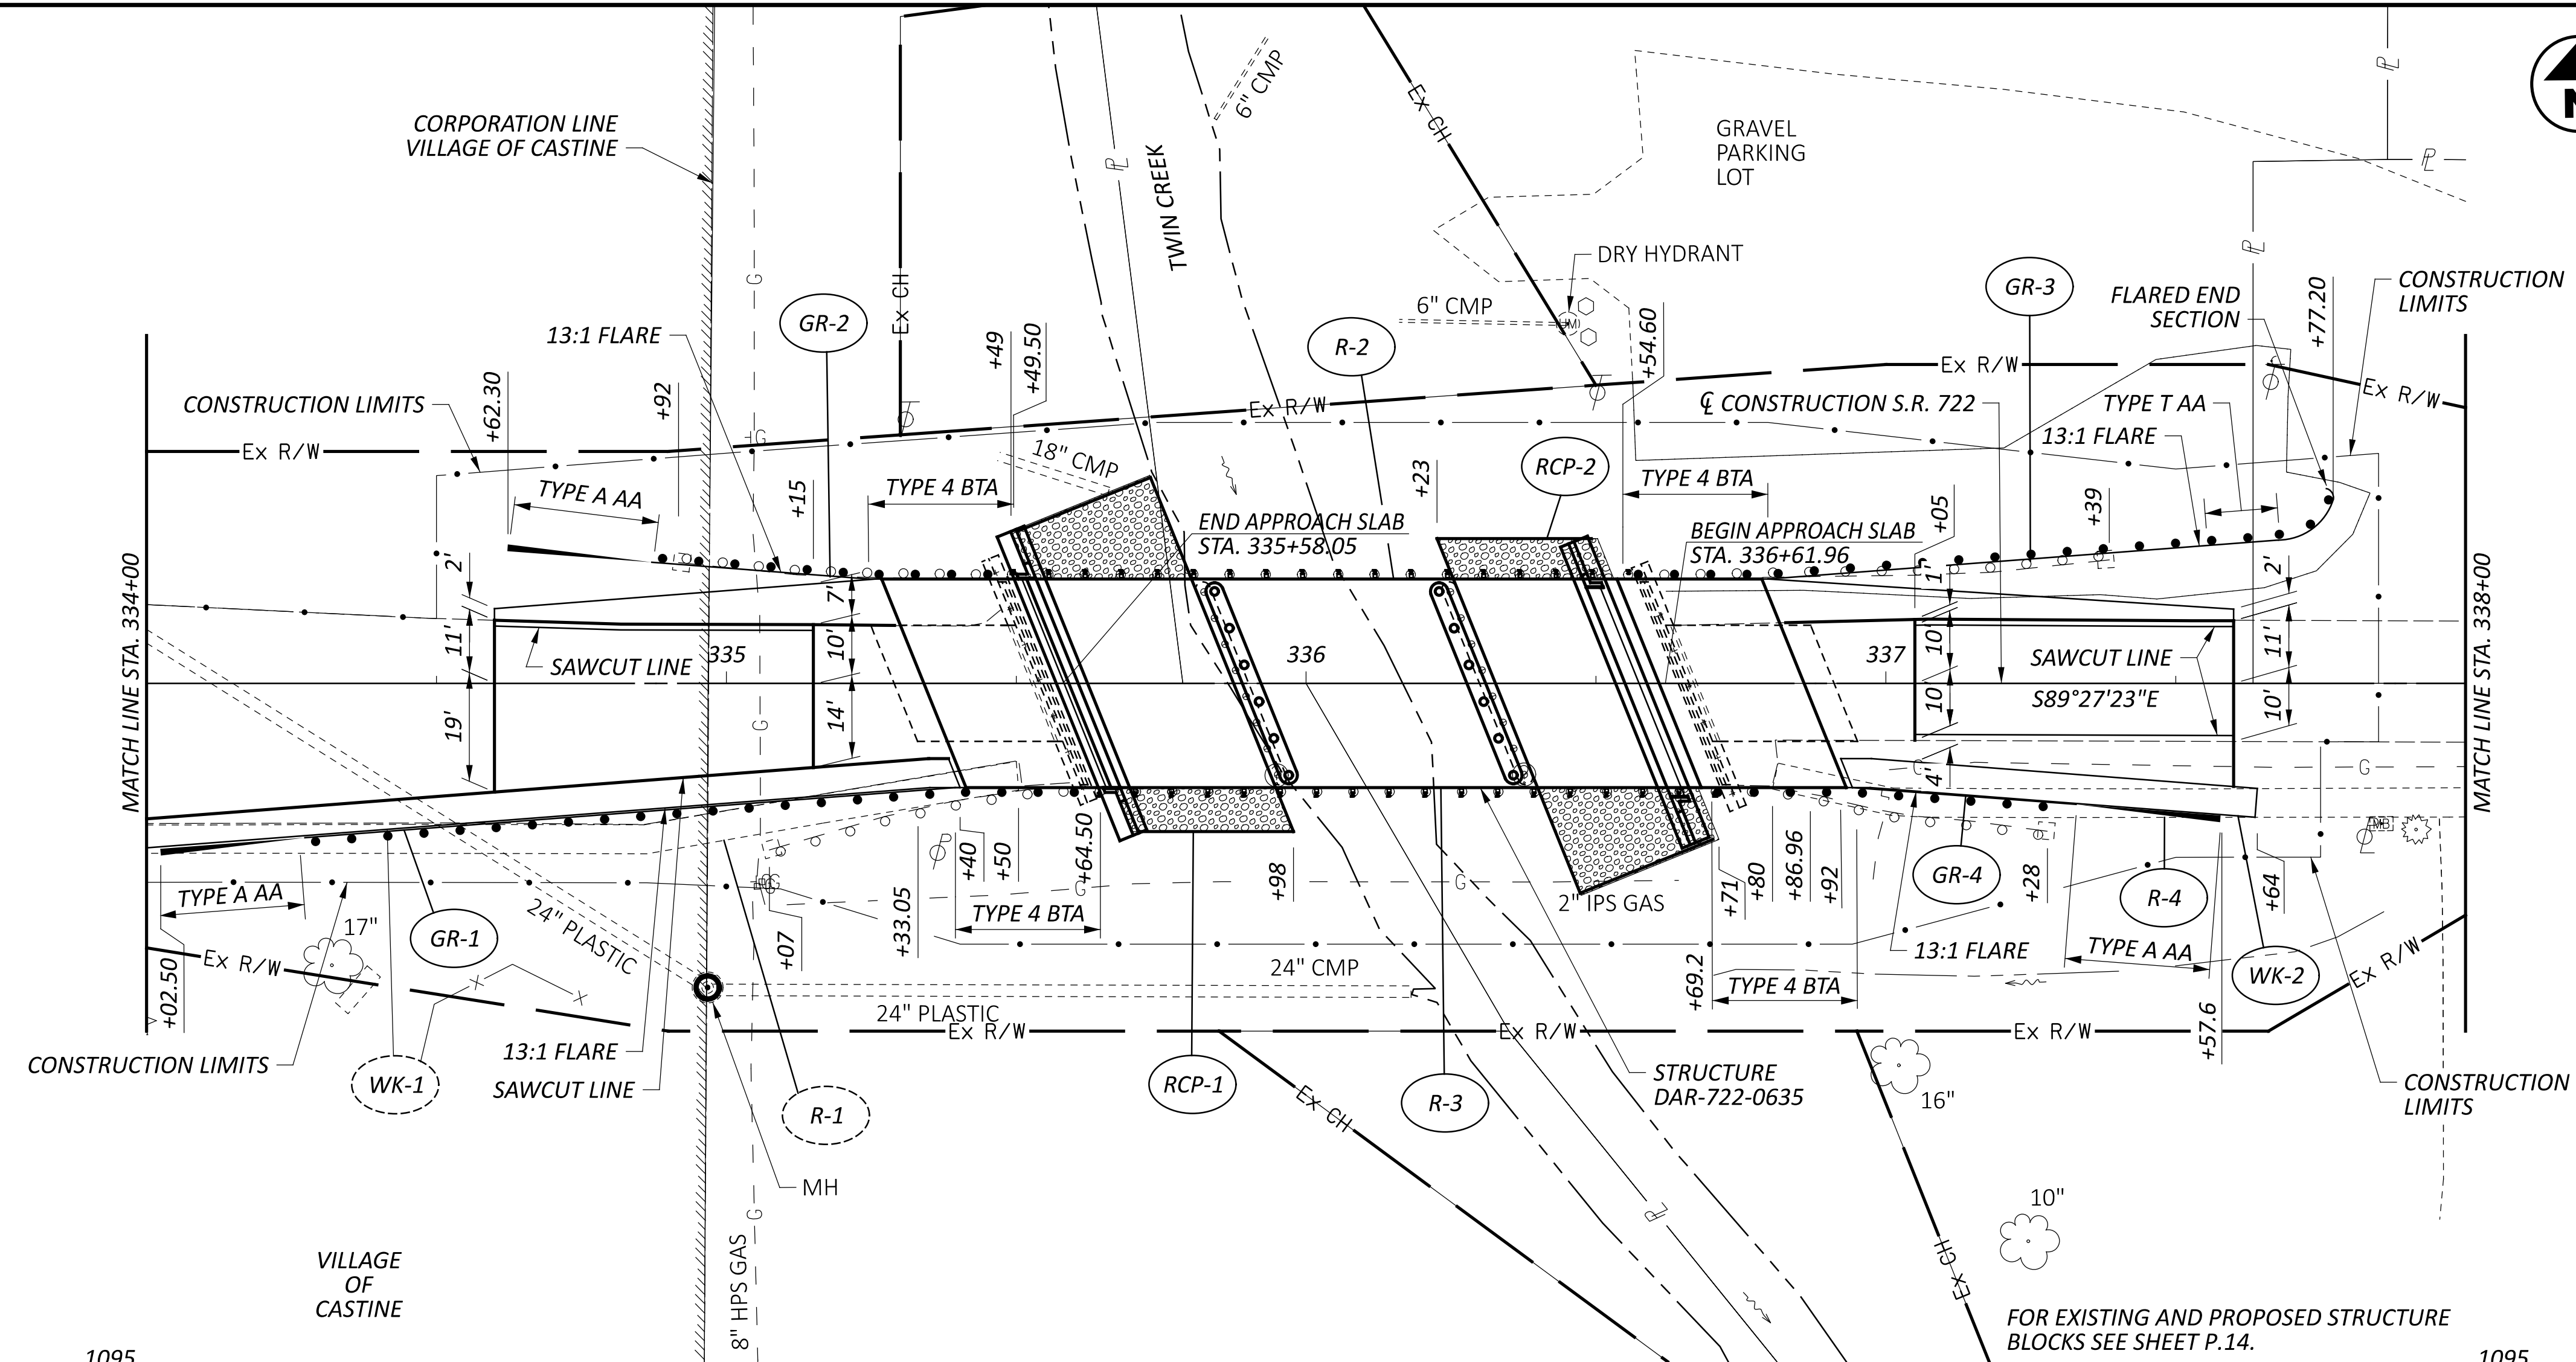 CORPORATION LINE
VILLAGE OF CASTINE
6" CMP
Ex CH
GRAVEL
PARKING
LOT
TWIN CREEK
N
DRY HYDRANT
6" CMP
GR-3
FLARED END
SECTION
+77.20
CONSTRUCTION
LIMITS
13:1 FLARE
GR-2
Ex CH
+49
+49.50
R-2
+54.60
Ex R/W
Ex R/W
CONSTRUCTION LIMITS
+62.30
+92
Ex R/W
℄ CONSTRUCTION S.R. 722
TYPE T AA
13:1 FLARE
Ex R/W
18" CMP
+23
RCP-2
TYPE A AA
+15
TYPE 4 BTA
TYPE 4 BTA
+05
+39
END APPROACH SLAB
STA. 335+58.05
BEGIN APPROACH SLAB
STA. 336+61.96
MATCH LINE STA. 334+00
2'
11'
19'
SAWCUT LINE
335
7'
10'
14'
336
337
1'
10'
10'
4'
SAWCUT LINE
S89°27'23"E
2'
11'
10'
MATCH LINE STA. 338+00
G
G
G
G
G
G
G
℄
TYPE A AA
17"
24" PLASTIC
GR-1
+07
+33.05
+40
+50
+64.50
TYPE 4 BTA
+98
2" IPS GAS
+71
+80
+86.96
+92
GR-4
+28
R-4
+64
MB
+02.50
Ex R/W
24" CMP
24" PLASTIC
+69.2
TYPE 4 BTA
13:1 FLARE
TYPE A AA
WK-2
Ex R/W
+57.6
Ex R/W
Ex R/W
Ex R/W
CONSTRUCTION LIMITS
WK-1
13:1 FLARE
SAWCUT LINE
R-1
RCP-1
R-3
STRUCTURE
DAR-722-0635
16"
CONSTRUCTION
LIMITS
Ex CH
MH
10"
Ex CH
8" HPS GAS
VILLAGE
OF
CASTINE
FOR EXISTING AND PROPOSED STRUCTURE
BLOCKS SEE SHEET P.14.
1095
1095